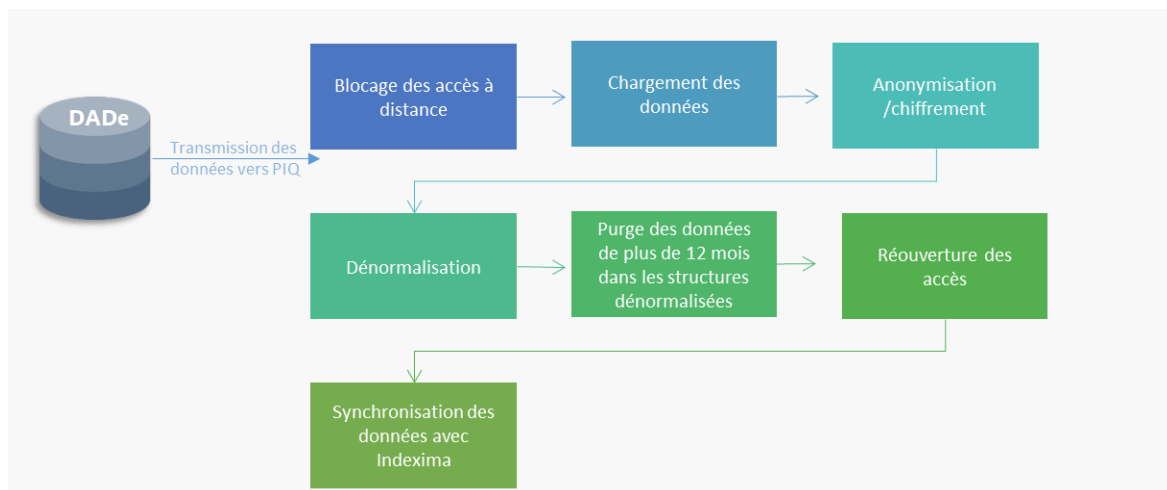 DADe
Transmission des
données vers PIQ
Blocage des accès à
distance
Chargement des
données
Anonymisation
/chiffrement
Dénormalisation
Purge des données
de plus de 12 mois
dans les structures
dénormalisées
Réouverture des
accès
Synchronisation des
données avec
Indexima